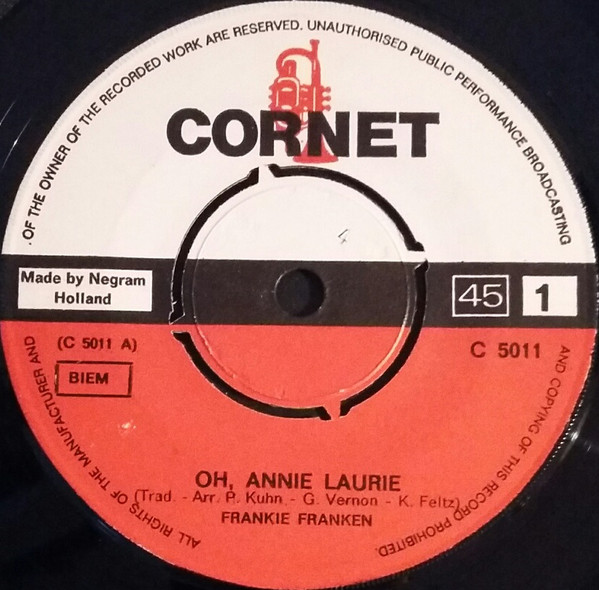 ALL RIGHTS OF THE MANUFACTURER AND OF THE OWNER OF THE RECORDED WORK ARE RESERVED. UNAUTHORISED PUBLIC PERFORMANCE BROADCASTING AND COPYING OF THIS RECORD PROHIBITED.
CORNET
4
Made by Negram
Holland
45
1
(C 5011 A)
C 5011
BIEM
OH, ANNIE LAURIE
(Trad. - Arr. P. Kuhn - G. Vernon - K. Feltz)
FRANKIE FRANKEN